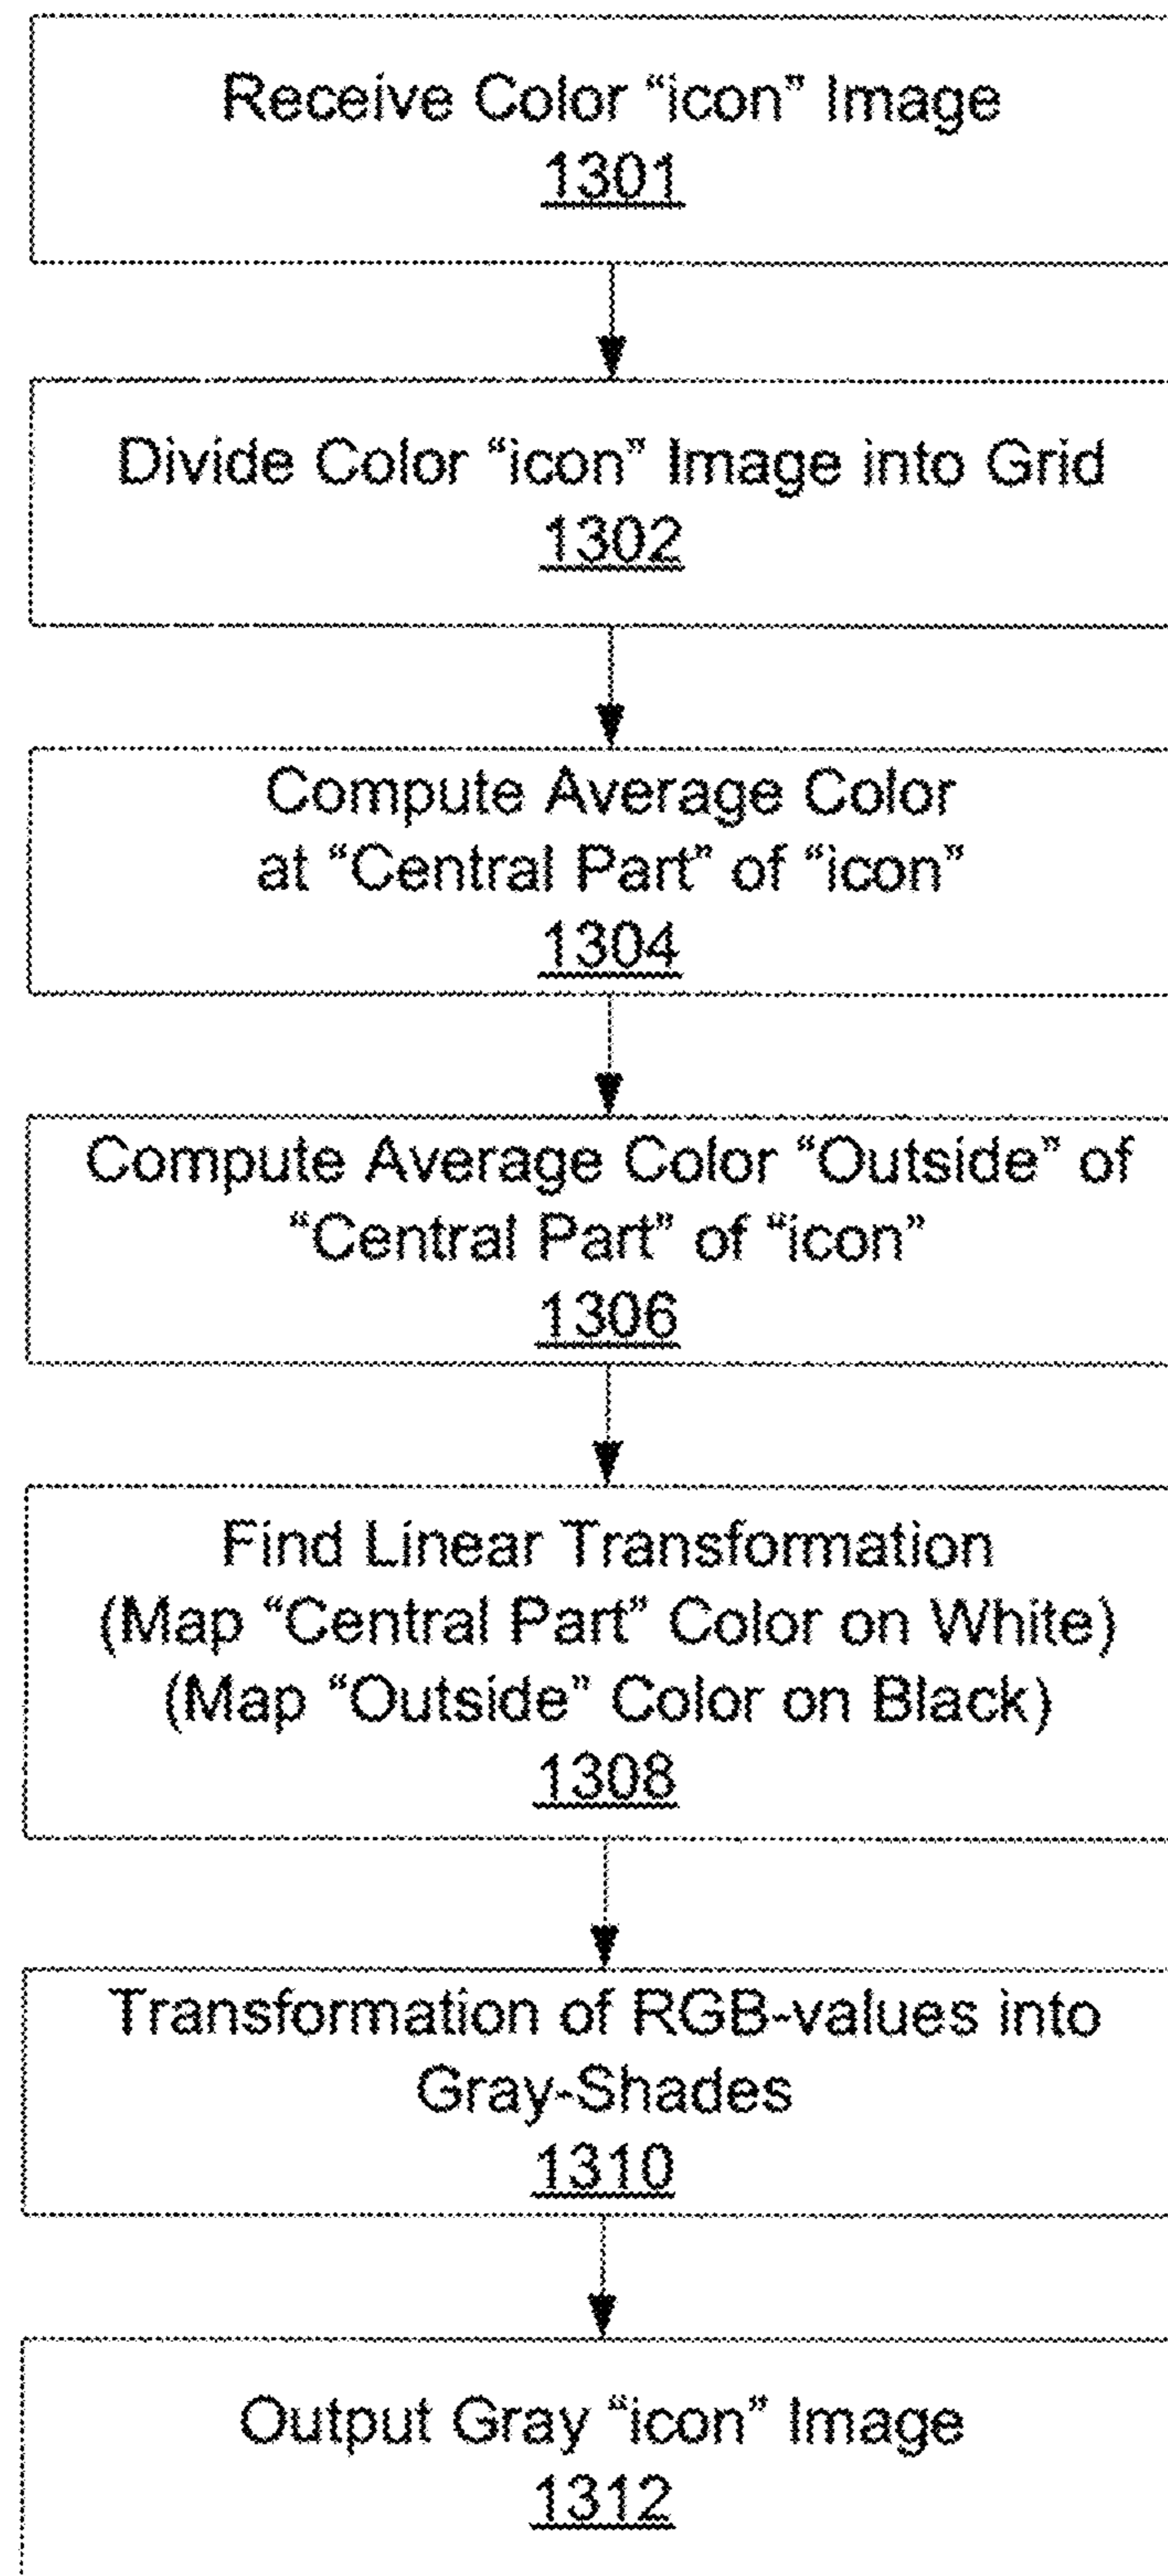 Receive Color “icon” Image
1301
Divide Color “icon” Image into Grid
1302
Compute Average Color
at “Central Part” of “icon”
1304
Compute Average Color “Outside” of
“Central Part” of “icon”
1306
Find Linear Transformation
(Map “Central Part” Color on White)
(Map “Outside” Color on Black)
1308
Transformation of RGB-values into
Gray-Shades
1310
Output Gray “icon” Image
1312